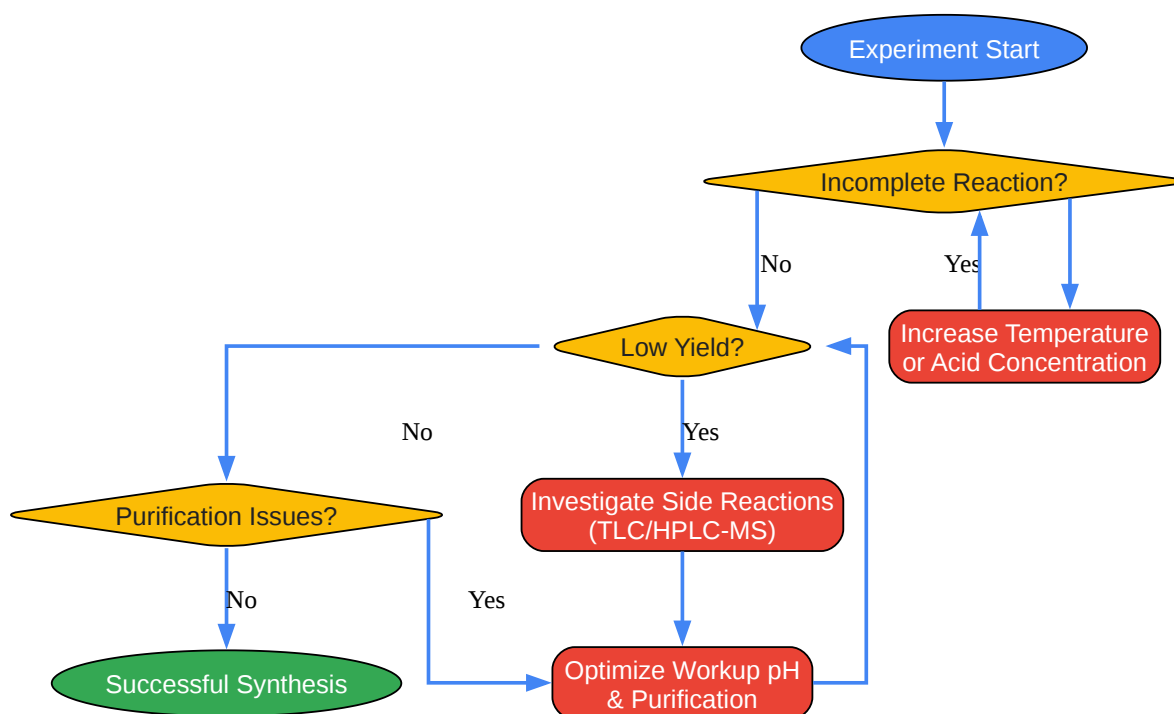 Experiment Start
Incomplete Reaction?
No
Yes
Increase Temperature
or Acid Concentration
Low Yield?
No
Yes
Purification Issues?
Investigate Side Reactions
(TLC/HPLC-MS)
No
Yes
Successful Synthesis
Optimize Workup pH
& Purification